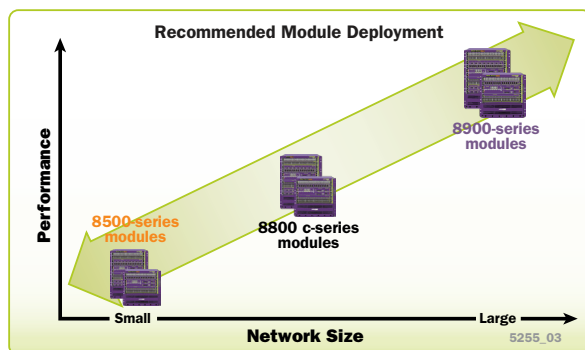 Recommended Module Deployment
Performance
8900-series
modules
8500-series
modules
8800 c-series
modules
Small
Large
Network Size
5255_03